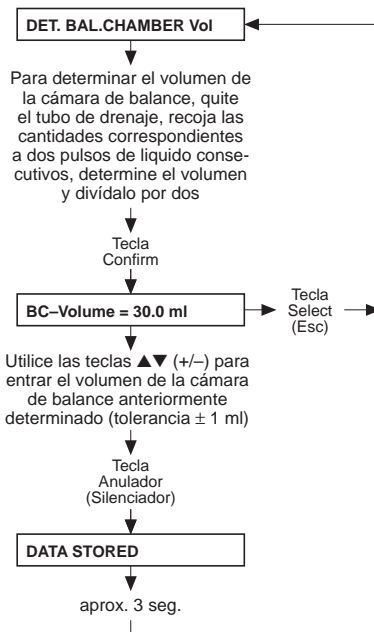 DET. BAL.CHAMBER Vol
Para determinar el volumen de
la cámara de balance, quite
el tubo de drenaje, recoja las
cantidades correspondientes
a dos pulsos de liquido conse-
cutivos, determine el volumen
y divídalo por dos
Tecla
Confirm
BC–Volume = 30.0 ml
Tecla
Select
(Esc)
Utilice las teclas ▲▼ (+/–) para
entrar el volumen de la cámara
de balance anteriormente
determinado (tolerancia ± 1 ml)
Tecla
Anulador
(Silenciador)
DATA STORED
aprox. 3 seg.